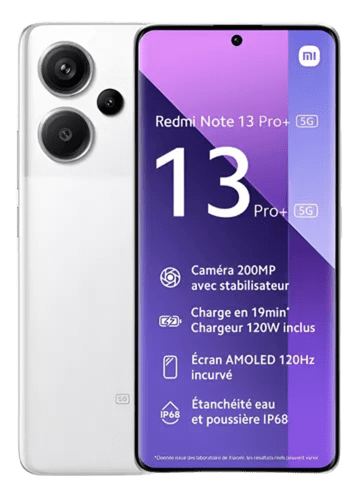 mi
Redmi Note 13 Pro+ 5G
13 Pro+ 5G
Caméra 200MP
avec stabilisateur
Charge en 19min*
Chargeur 120W inclus
Écran AMOLED 120Hz
incurvé
IP68
Étanchéité eau
et poussière IP68
5G